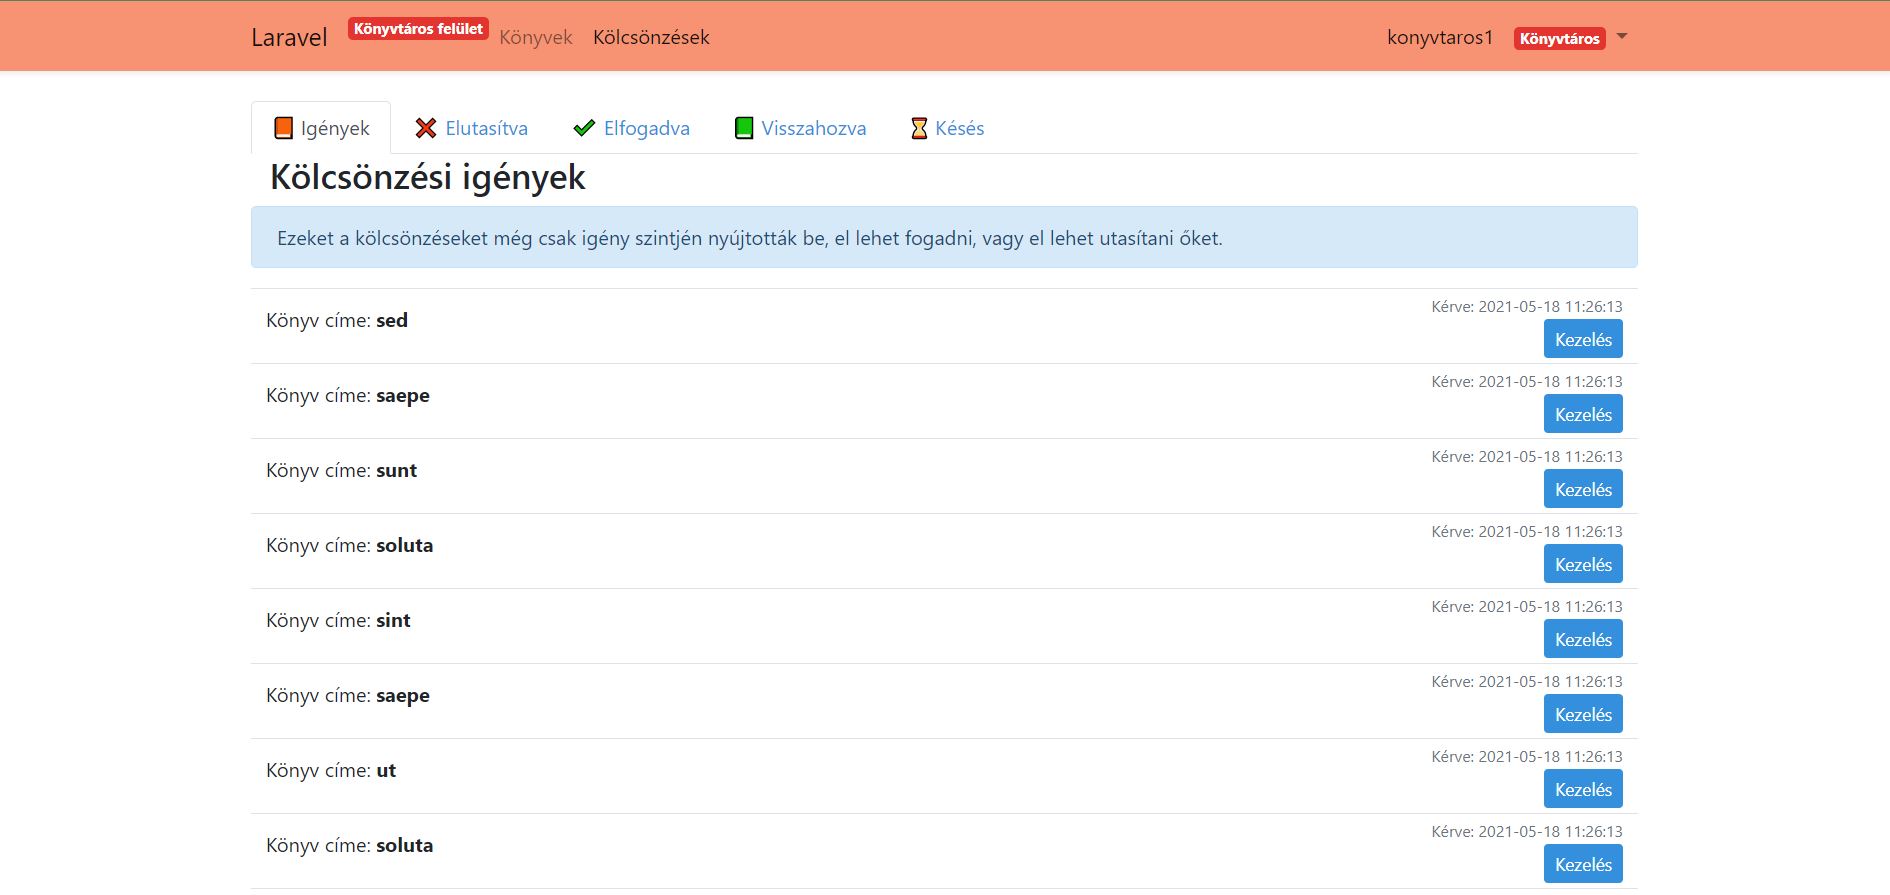 Laravel Könyvtáros felület Könyvek Kölcsönzések konyvtaros1 Könyvtáros
Igények Elutasítva Elfogadva Visszahozva Késés
Kölcsönzési igények
Ezeket a kölcsönzéseket még csak igény szintjén nyújtották be, el lehet fogadni, vagy el lehet utasítani őket.
Kérve: 2021-05-18 11:26:13
Könyv címe: sed
Kezelés
Kérve: 2021-05-18 11:26:13
Könyv címe: saepe
Kezelés
Kérve: 2021-05-18 11:26:13
Könyv címe: sunt
Kezelés
Kérve: 2021-05-18 11:26:13
Könyv címe: soluta
Kezelés
Kérve: 2021-05-18 11:26:13
Könyv címe: sint
Kezelés
Kérve: 2021-05-18 11:26:13
Könyv címe: saepe
Kezelés
Kérve: 2021-05-18 11:26:13
Könyv címe: ut
Kezelés
Kérve: 2021-05-18 11:26:13
Könyv címe: soluta
Kezelés